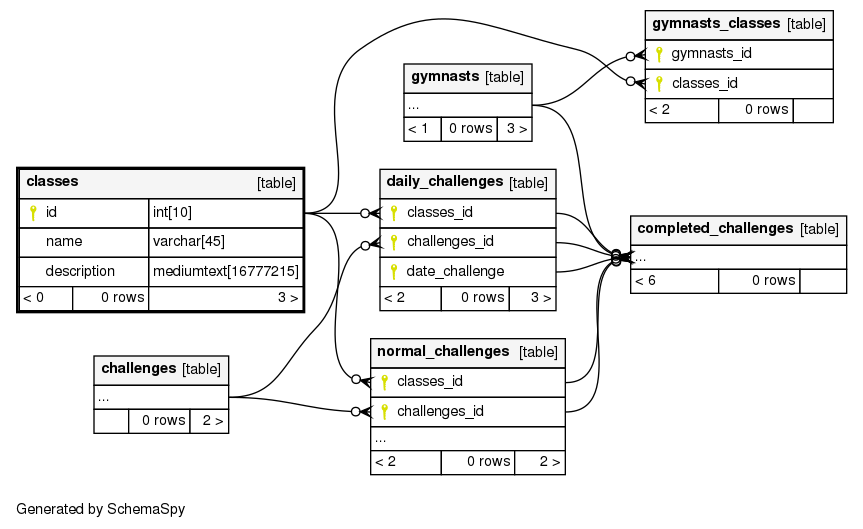 gymnasts_classes [table]
gymnasts_id
classes_id
< 2 0 rows
gymnasts [table]
...
< 1 0 rows 3 >
classes [table]
id int[10]
name varchar[45]
description mediumtext[16777215]
< 0 0 rows 3 >
daily_challenges [table]
classes_id
challenges_id
date_challenge
< 2 0 rows 3 >
completed_challenges [table]
...
< 6 0 rows
challenges [table]
...
0 rows 2 >
normal_challenges [table]
classes_id
challenges_id
...
< 2 0 rows 2 >
Generated by SchemaSpy